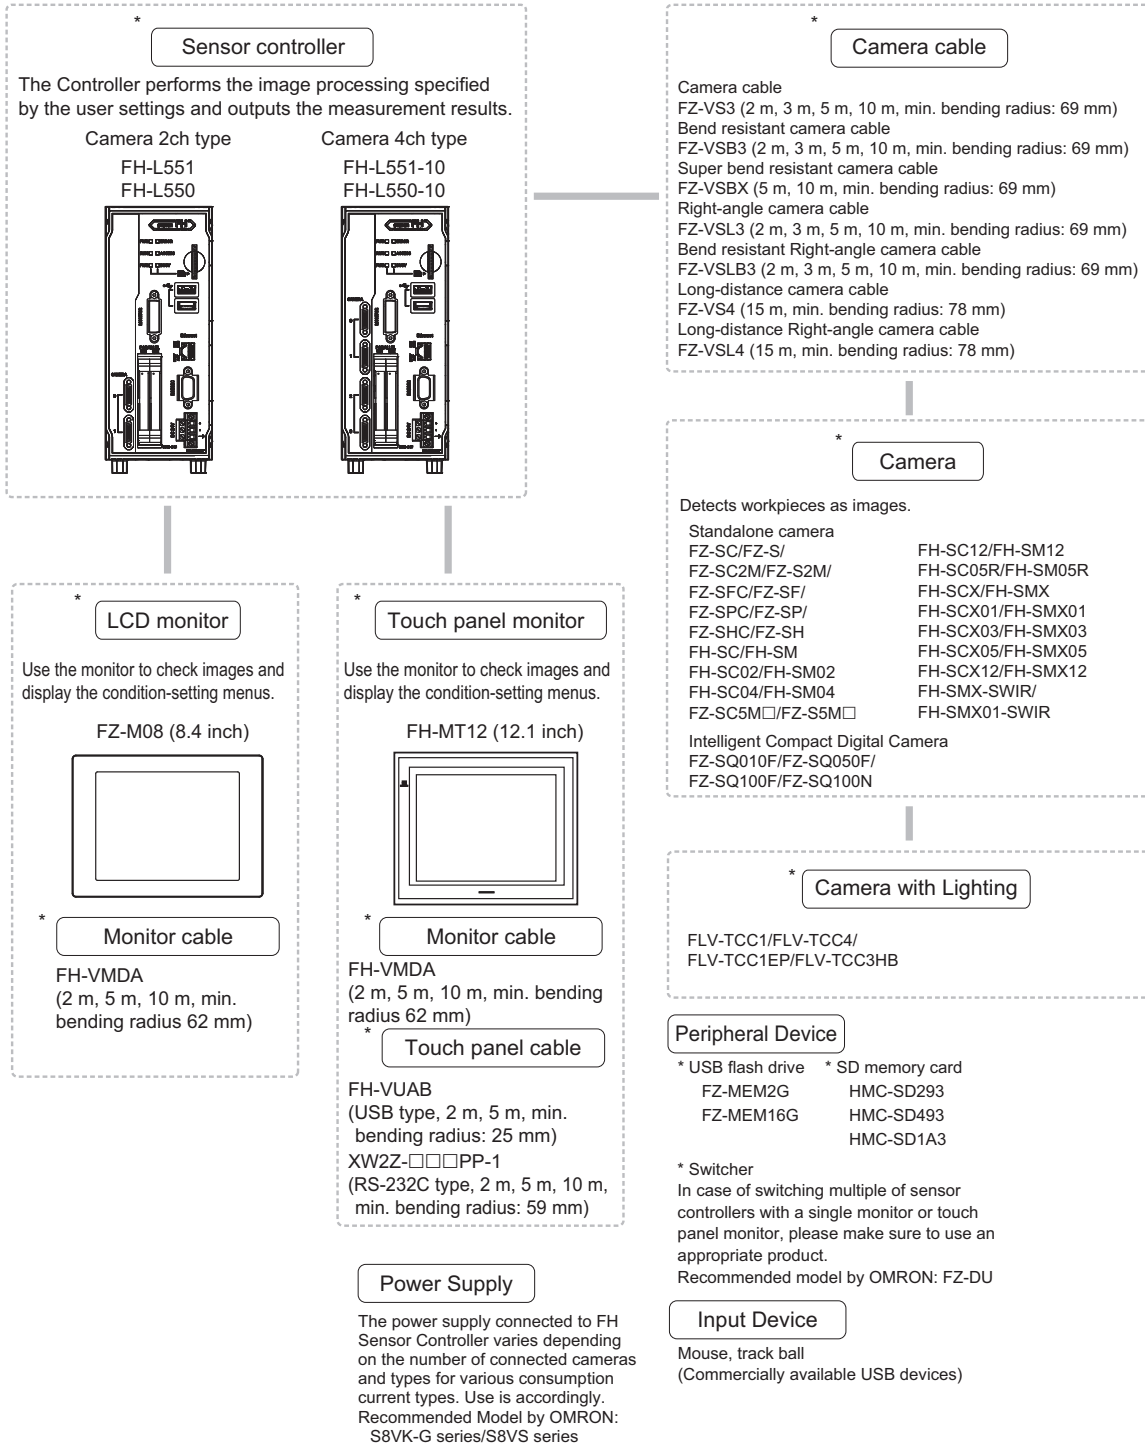 *
Sensor controller
The Controller performs the image processing specified
by the user settings and outputs the measurement results.
Camera 2ch type
FH-L551
FH-L550
Camera 4ch type
FH-L551-10
FH-L550-10
*
Camera cable
Camera cable
FZ-VS3 (2 m, 3 m, 5 m, 10 m, min. bending radius: 69 mm)
Bend resistant camera cable
FZ-VSB3 (2 m, 3 m, 5 m, 10 m, min. bending radius: 69 mm)
Super bend resistant camera cable
FZ-VSBX (5 m, 10 m, min. bending radius: 69 mm)
Right-angle camera cable
FZ-VSL3 (2 m, 3 m, 5 m, 10 m, min. bending radius: 69 mm)
Bend resistant Right-angle camera cable
FZ-VSLB3 (2 m, 3 m, 5 m, 10 m, min. bending radius: 69 mm)
Long-distance camera cable
FZ-VS4 (15 m, min. bending radius: 78 mm)
Long-distance Right-angle camera cable
FZ-VSL4 (15 m, min. bending radius: 78 mm)
*
Camera
Detects workpieces as images.
Standalone camera
FZ-SC/FZ-S/
FZ-SC2M/FZ-S2M/
FZ-SFC/FZ-SF/
FZ-SPC/FZ-SP/
FZ-SHC/FZ-SH
FH-SC/FH-SM
FH-SC02/FH-SM02
FH-SC04/FH-SM04
FZ-SC5M□/FZ-S5M□
FH-SC12/FH-SM12
FH-SC05R/FH-SM05R
FH-SCX/FH-SMX
FH-SCX01/FH-SMX01
FH-SCX03/FH-SMX03
FH-SCX05/FH-SMX05
FH-SCX12/FH-SMX12
FH-SMX-SWIR/
FH-SMX01-SWIR
Intelligent Compact Digital Camera
FZ-SQ010F/FZ-SQ050F/
FZ-SQ100F/FZ-SQ100N
*
LCD monitor
Use the monitor to check images and
display the condition-setting menus.
FZ-M08 (8.4 inch)
*
Monitor cable
FH-VMDA
(2 m, 5 m, 10 m, min.
bending radius 62 mm)
*
Touch panel monitor
Use the monitor to check images and
display the condition-setting menus.
FH-MT12 (12.1 inch)
*
Monitor cable
FH-VMDA
(2 m, 5 m, 10 m, min. bending
radius 62 mm)
*
Touch panel cable
FH-VUAB
(USB type, 2 m, 5 m, min.
bending radius: 25 mm)
XW2Z-□□□PP-1
(RS-232C type, 2 m, 5 m, 10 m,
min. bending radius: 59 mm)
*
Camera with Lighting
FLV-TCC1/FLV-TCC4/
FLV-TCC1EP/FLV-TCC3HB
Peripheral Device
* USB flash drive
FZ-MEM2G
FZ-MEM16G
* SD memory card
HMC-SD293
HMC-SD493
HMC-SD1A3
* Switcher
In case of switching multiple of sensor
controllers with a single monitor or touch
panel monitor, please make sure to use an
appropriate product.
Recommended model by OMRON: FZ-DU
Power Supply
The power supply connected to FH
Sensor Controller varies depending
on the number of connected cameras
and types for various consumption
current types. Use is accordingly.
Recommended Model by OMRON:
S8VK-G series/S8VS series
Input Device
Mouse, track ball
(Commercially available USB devices)